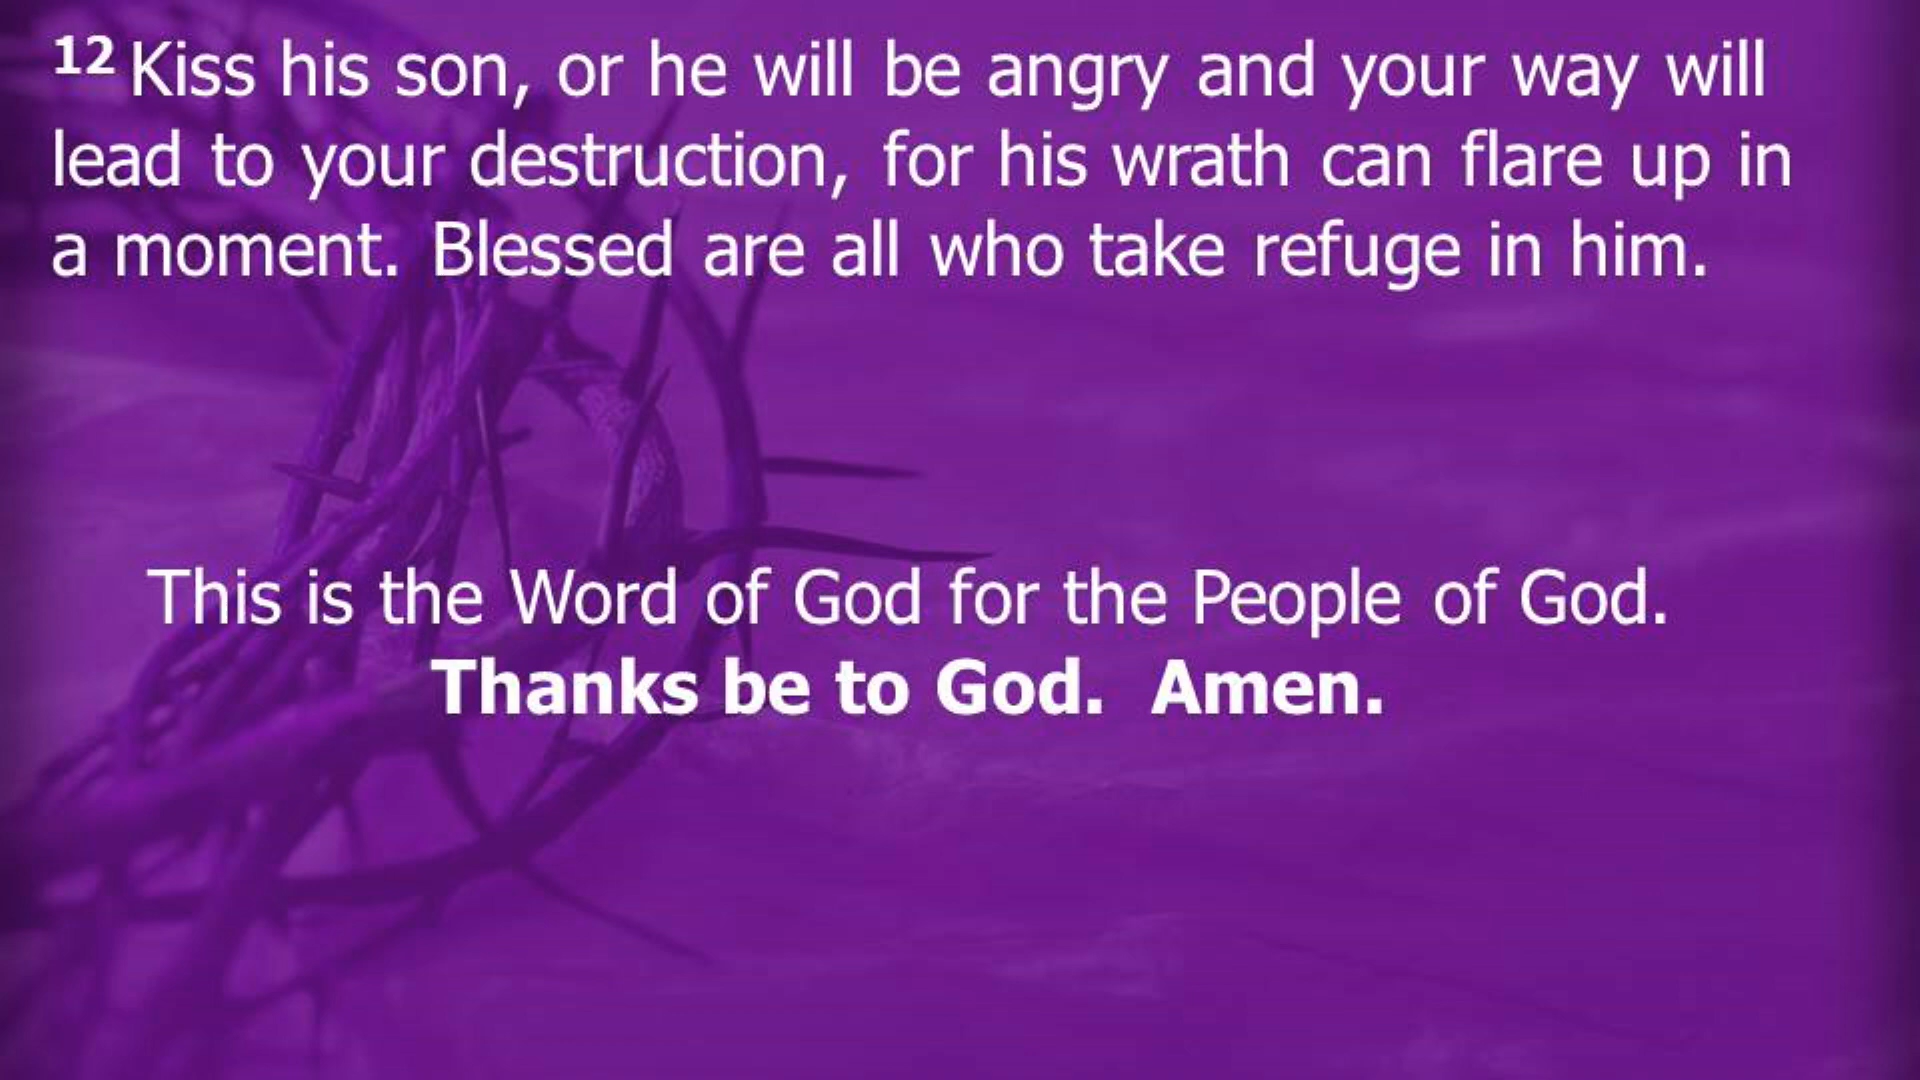 12 Kiss his son, or he will be angry and your way will
lead to your destruction, for his wrath can flare up in
a moment. Blessed are all who take refuge in him.
This is the Word of God for the People of God.
Thanks be to God. Amen.